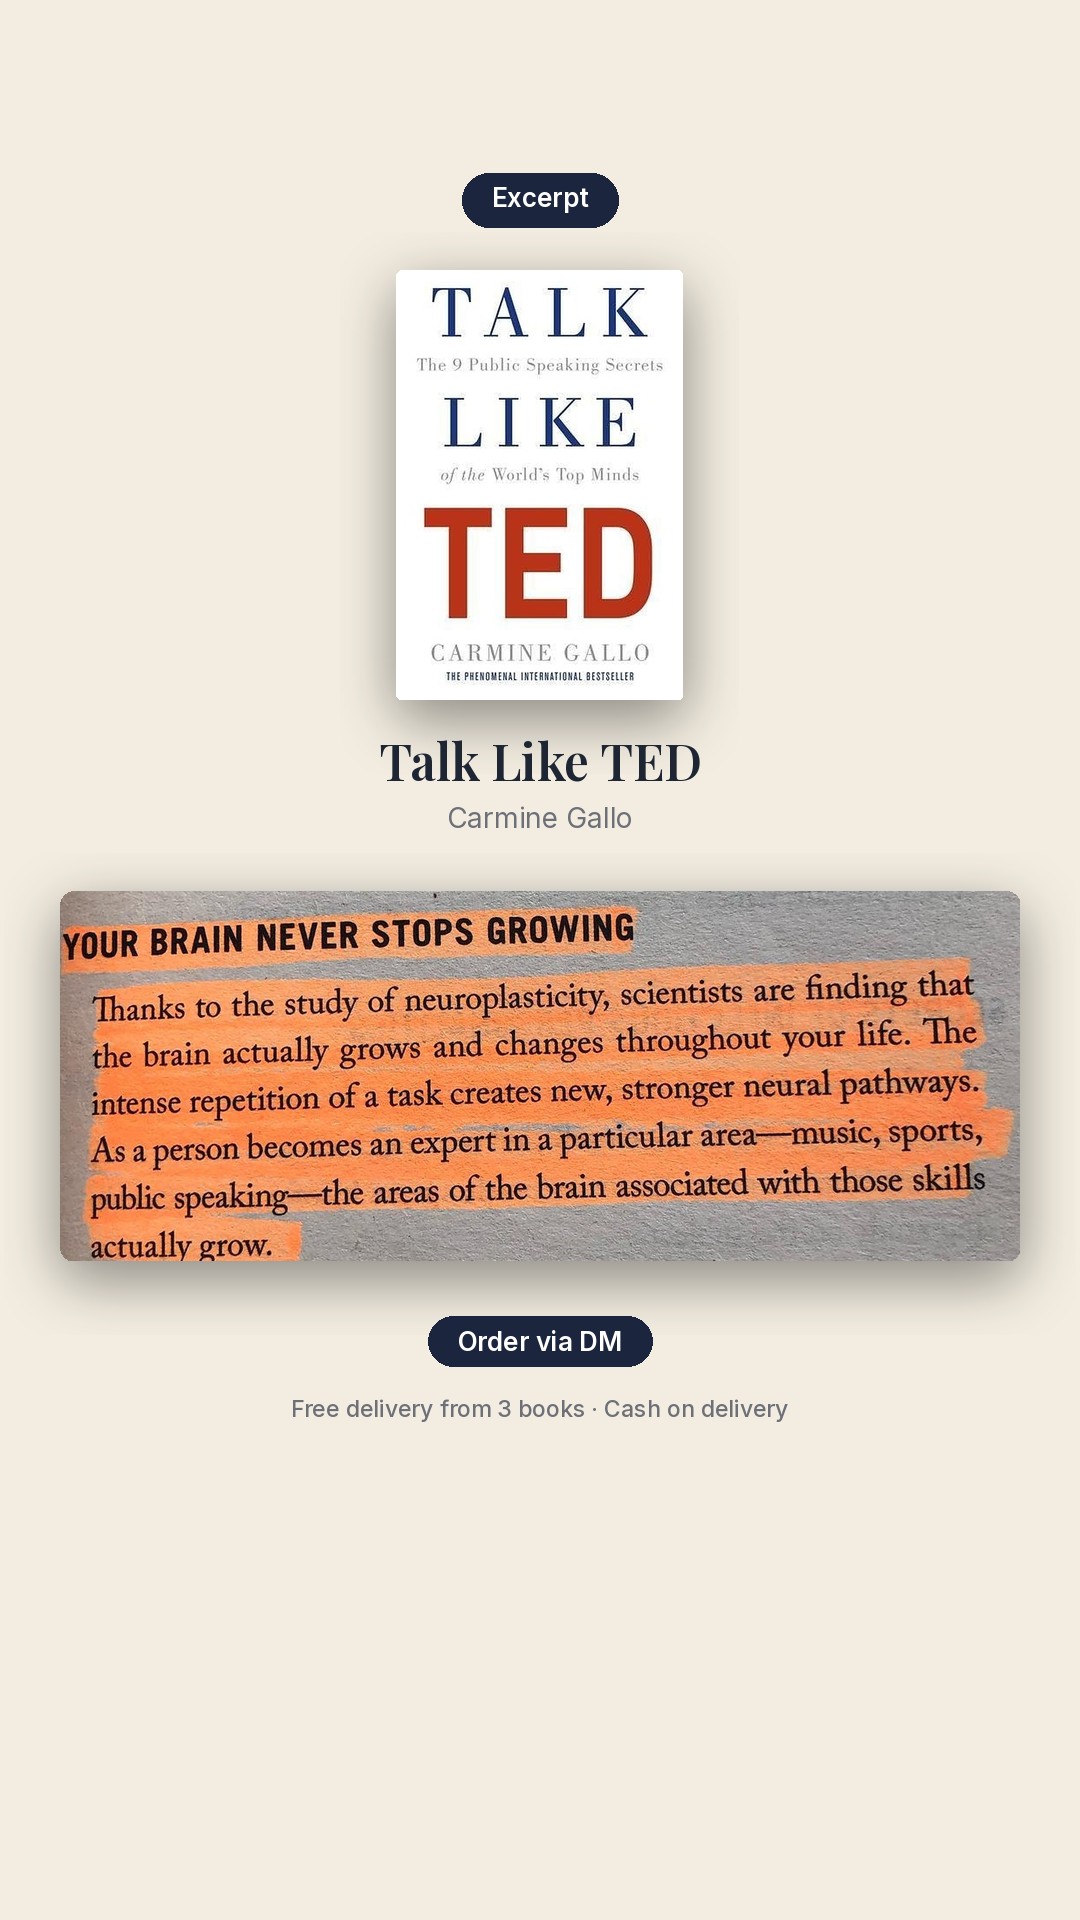 Excerpt
TALK
The 9 Public Speaking Secrets
LIKE
of the World's Top Minds
TED
CARMINE GALLO
THE PHENOMENAL INTERNATIONAL BESTSELLER
Talk Like TED
Carmine Gallo
YOUR BRAIN NEVER STOPS GROWING
Thanks to the study of neuroplasticity, scientists are finding that
the brain actually grows and changes throughout your life. The
intense repetition of a task creates new, stronger neural pathways.
As a person becomes an expert in a particular area—music, sports,
public speaking—the areas of the brain associated with those skills
actually grow.
Order via DM
Free delivery from 3 books · Cash on delivery